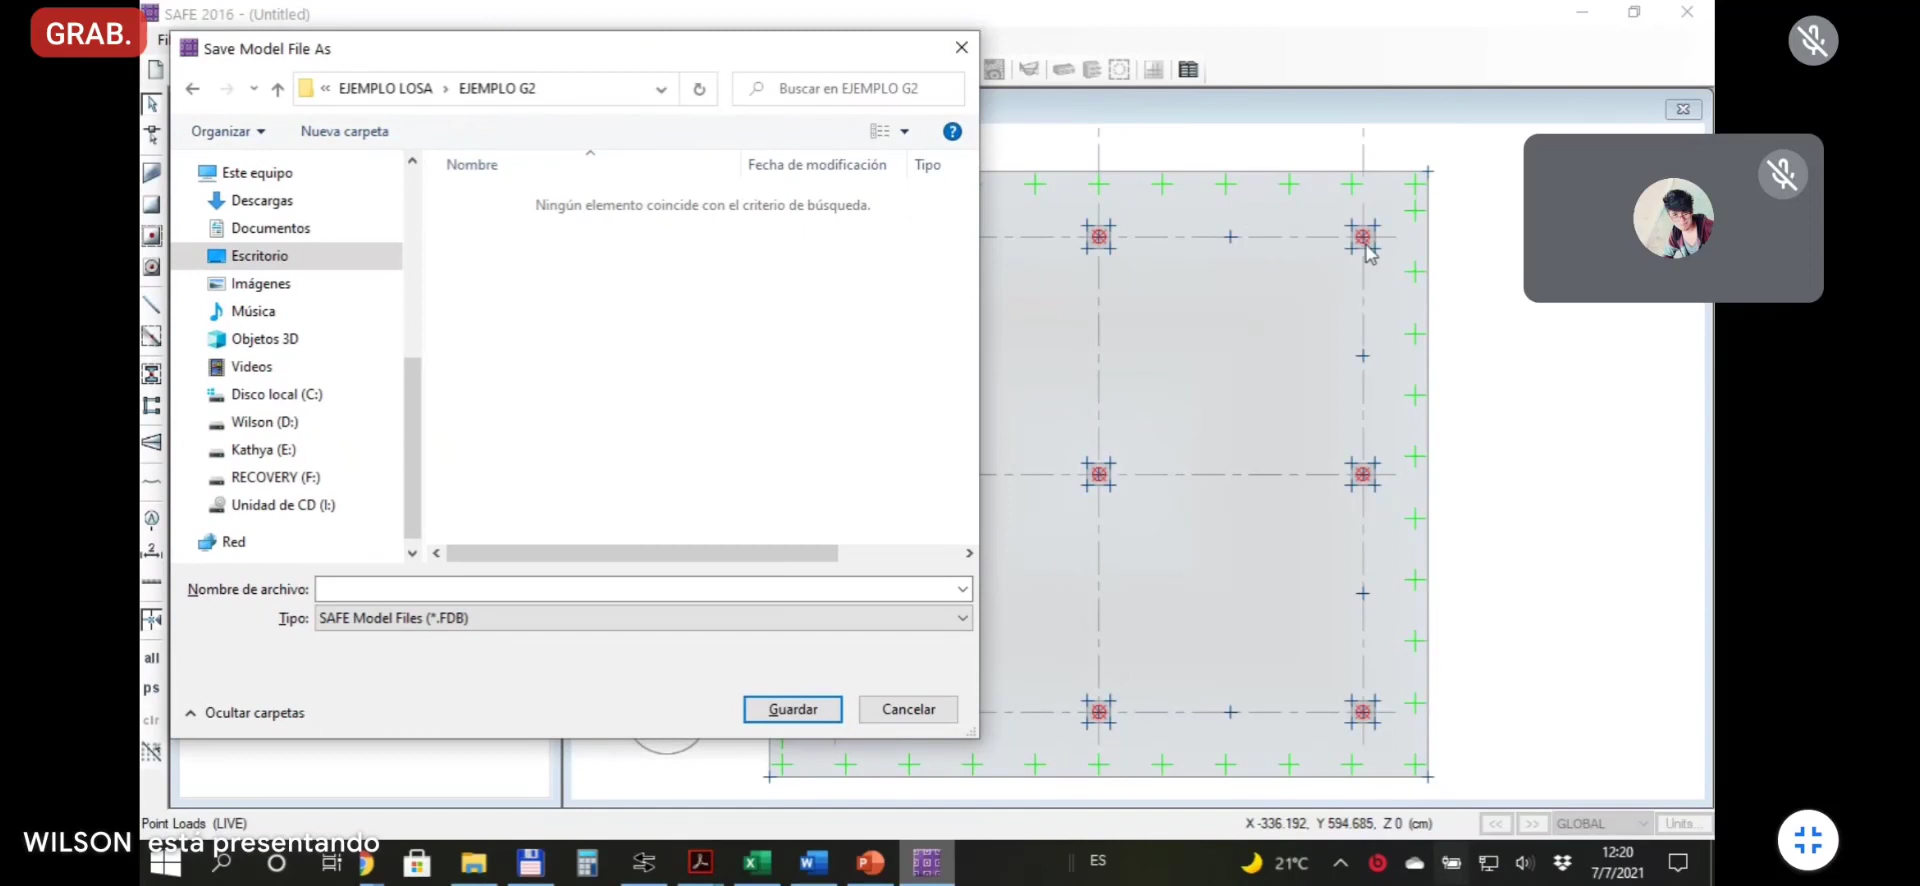 GRAB.
SAFE 2016 - (Untitled)
Fi
Save Model File As
« EJEMPLO LOSA › EJEMPLO G2
Buscar en EJEMPLO G2
Organizar
Nueva carpeta
?
Nombre
Fecha de modificación
Tipo
Ningún elemento coincide con el criterio de búsqueda.
Este equipo
Descargas
Documentos
Escritorio
Imágenes
Música
Objetos 3D
Videos
Disco local (C:)
Wilson (D:)
Kathya (E:)
RECOVERY (F:)
Unidad de CD (I:)
Red
Nombre de archivo:
Tipo:
SAFE Model Files (*.FDB)
all
ps
clr
Ocultar carpetas
Guardar
Cancelar
Point Loads (LIVE)
X -336.192, Y 594.685, Z 0 (cm)
<<
>>
GLOBAL
Units...
WILSON está presentando
ES
21°C
12:20
7/7/2021